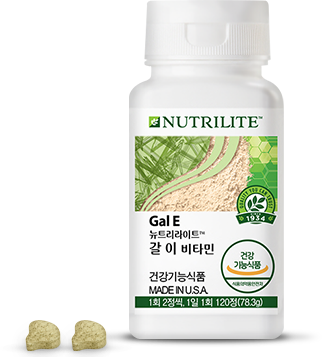 NUTRILITE™
Gal E
뉴트리라이트™
갈 이 비타민
건강기능식품
MADE IN U.S.A.
1회 2정씩, 1일 1회 120정(78.3g)
1934
건강
기능식품
식품의약품안전처